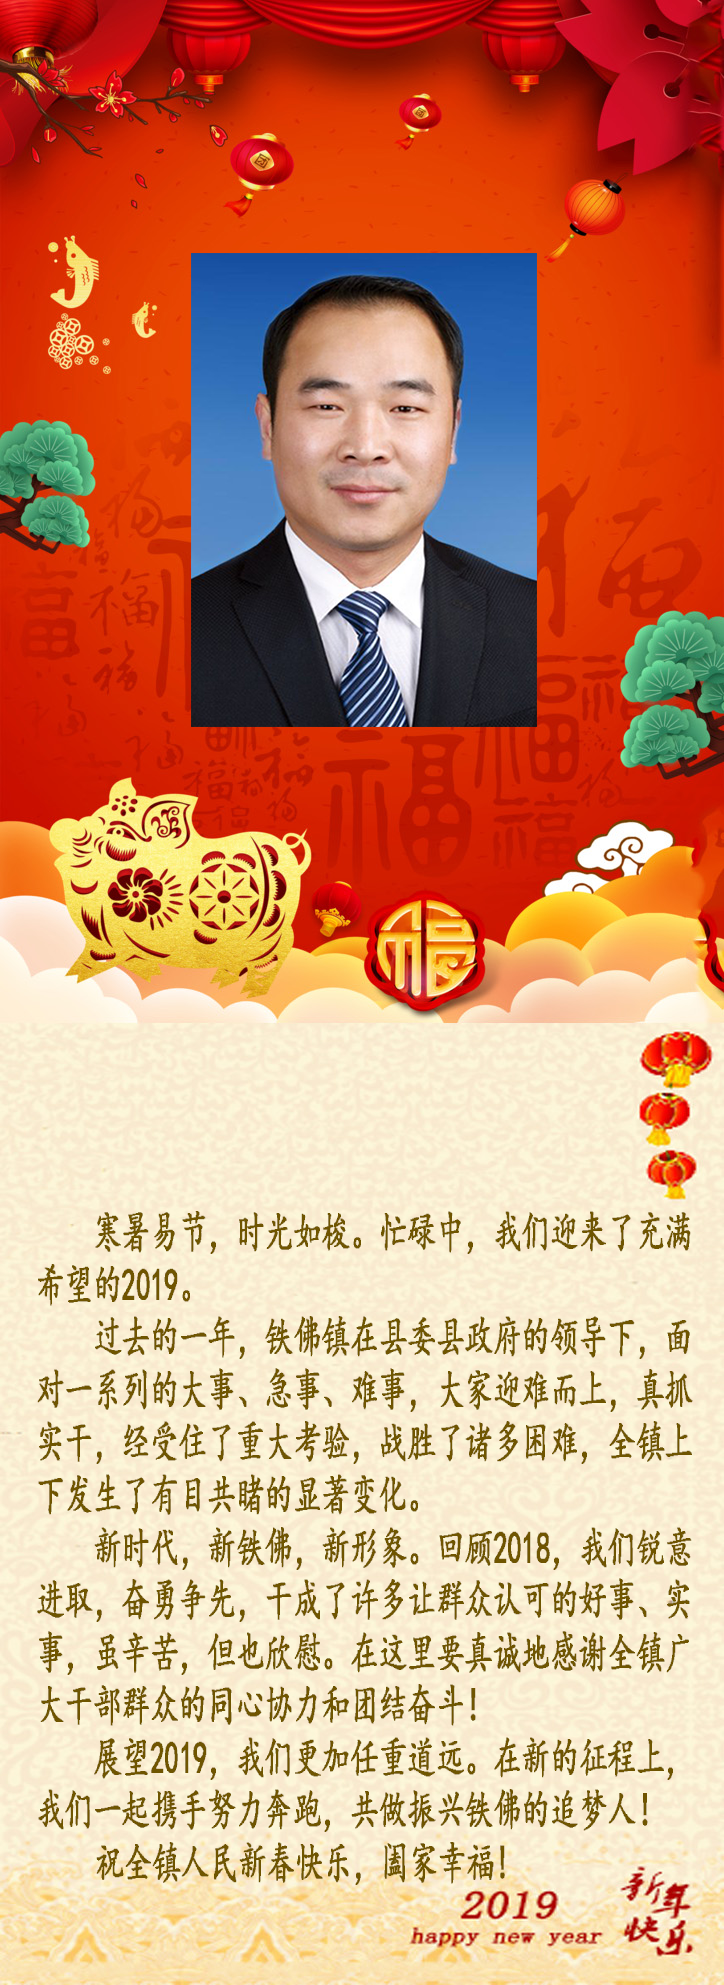 福
寒暑易节，时光如梭。忙碌中，我们迎来了充满
希望的2019。
过去的一年，铁佛镇在县委县政府的领导下，面
对一系列的大事、急事、难事，大家迎难而上，真抓
实干，经受住了重大考验，战胜了诸多困难，全镇上
下发生了有目共睹的显著变化。
新时代，新铁佛，新形象。回顾2018，我们锐意
进取，奋勇争先，干成了许多让群众认可的好事、实
事，虽辛苦，但也欣慰。在这里要真诚地感谢全镇广
大干部群众的同心协力和团结奋斗！
展望2019，我们更加任重道远。在新的征程上，
我们一起携手努力奔跑，共做振兴铁佛的追梦人！
祝全镇人民新春快乐，阖家幸福！
2019
happy new year
新年
快乐